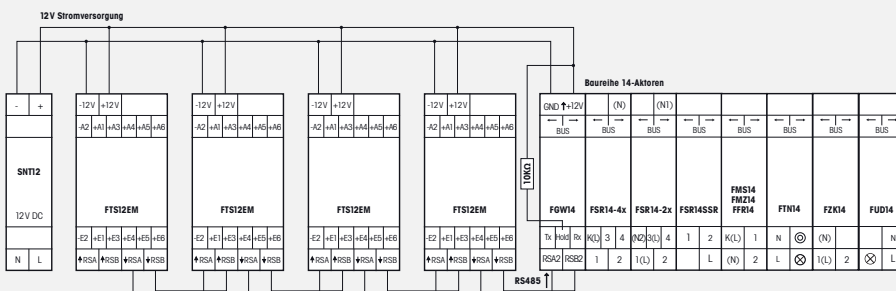 12V Stromversorgung
Baureihe 14-Aktoren
- +
-12V +12V
-12V +12V
-12V +12V
-12V +12V
GND ↑+12V (N) (N1)
-A2 +A1 +A3 +A4 +A5 +A6
-A2 +A1 +A3 +A4 +A5 +A6
-A2 +A1 +A3 +A4 +A5 +A6
-A2 +A1 +A3 +A4 +A5 +A6
BUS BUS BUS BUS BUS BUS BUS BUS
SNT12
12V DC
FTS12EM
FTS12EM
FTS12EM
FTS12EM
10KΩ
FGW14
FSR14-4x
FSR14-2x
FSR14SSR
FMS14
FMZ14
FFR14
FTN14
FZK14
FUD14
-E2 +E1 +E3 +E4 +E5 +E6
-E2 +E1 +E3 +E4 +E5 +E6
-E2 +E1 +E3 +E4 +E5 +E6
-E2 +E1 +E3 +E4 +E5 +E6
Tx Hold Rx K(L) 3 4 (N2) 3(L) 4 1 2 K(L) 1 N (N) N
N L
↑RSA ↑RSB ↓RSA ↓RSB
↑RSA ↑RSB ↓RSA ↓RSB
↑RSA ↑RSB ↓RSA ↓RSB
↑RSA ↑RSB ↓RSA ↓RSB
RSA2 RSB2 1 2 1(L) 2 L (N) 2 L 1(L) 2 L
RS485 ↑